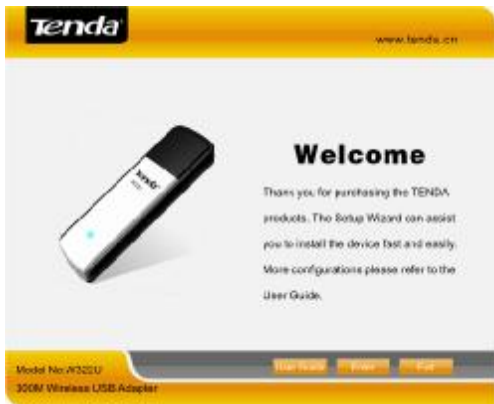 Tenda
www.tenda.cn
Tenda
Welcome
Thank you for purchasing the TENDA
products. The Setup Wizard can assist
you to install the device fast and easily.
More configurations please refer to the
User Guide.
Model No:W322U
300M Wireless USB Adapter
User Guide
Enter
Exit